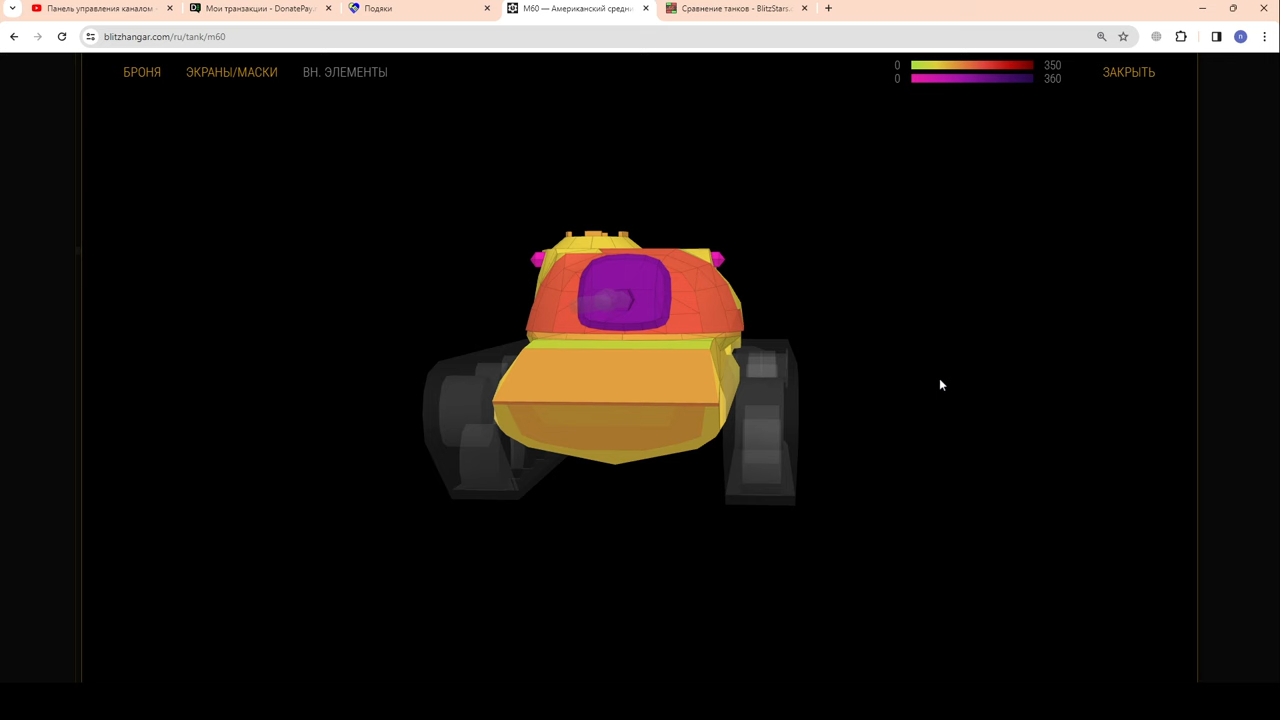 Панель управления каналом
Мои транзакции - DonatePay
Подяки
M60 — Американский средни
Сравнение танков - BlitzStars.
blitzhangar.com/ru/tank/m60
n
БРОНЯ
ЭКРАНЫ/МАСКИ
ВН. ЭЛЕМЕНТЫ
0 350
0 360
ЗАКРЫТЬ